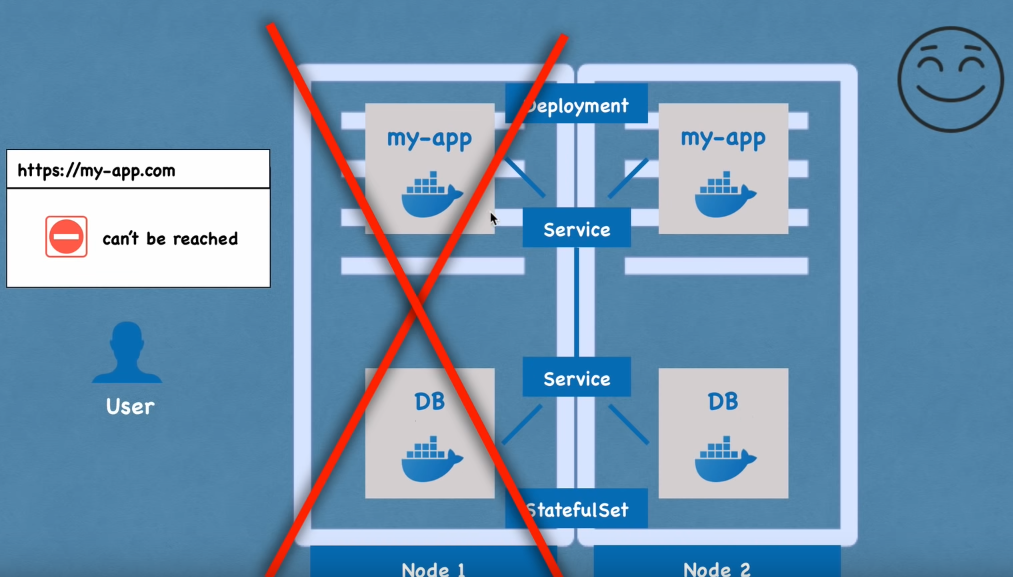 Deployment
my-app
my-app
https://my-app.com
can't be reached
Service
Service
User
DB
DB
StatefulSet
Node 1
Node 2